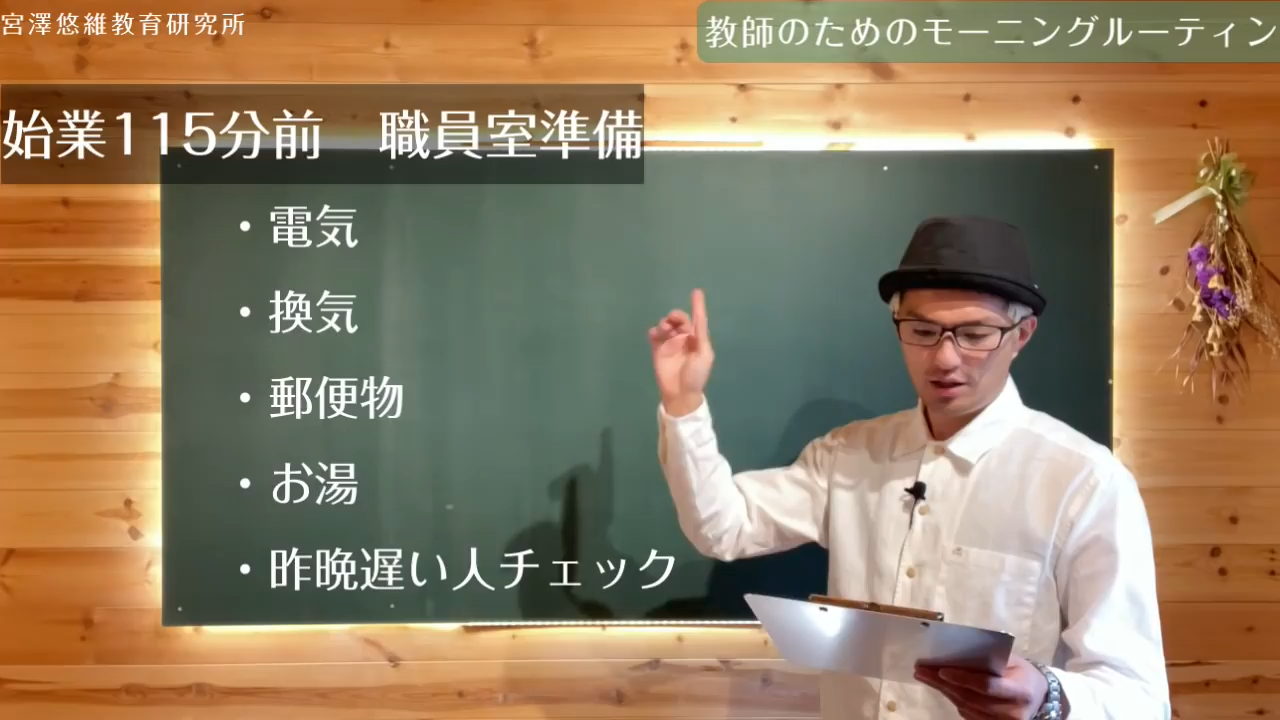 宮澤悠維教育研究所
教師のためのモーニングルーティン
始業115分前　職員室準備
・電気
・換気
・郵便物
・お湯
・昨晩遅い人チェック